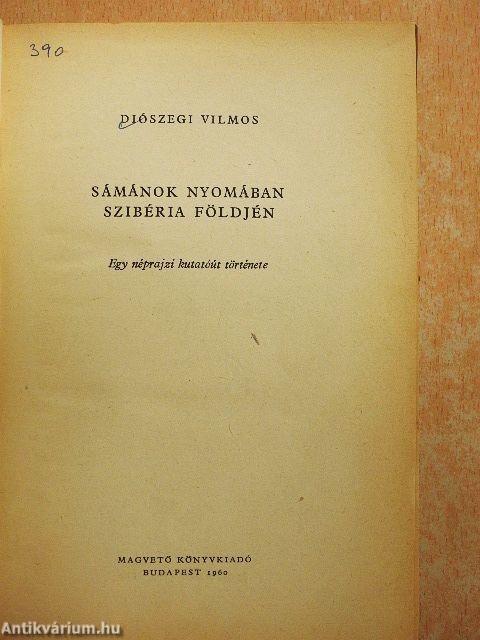 390
DIÓSZEGI VILMOS
SÁMÁNOK NYOMÁBAN
SZIBÉRIA FÖLDJÉN
Egy néprajzi kutatóút története
MAGVETŐ KÖNYVKIADÓ
BUDAPEST 1960
Antikvárium.hu